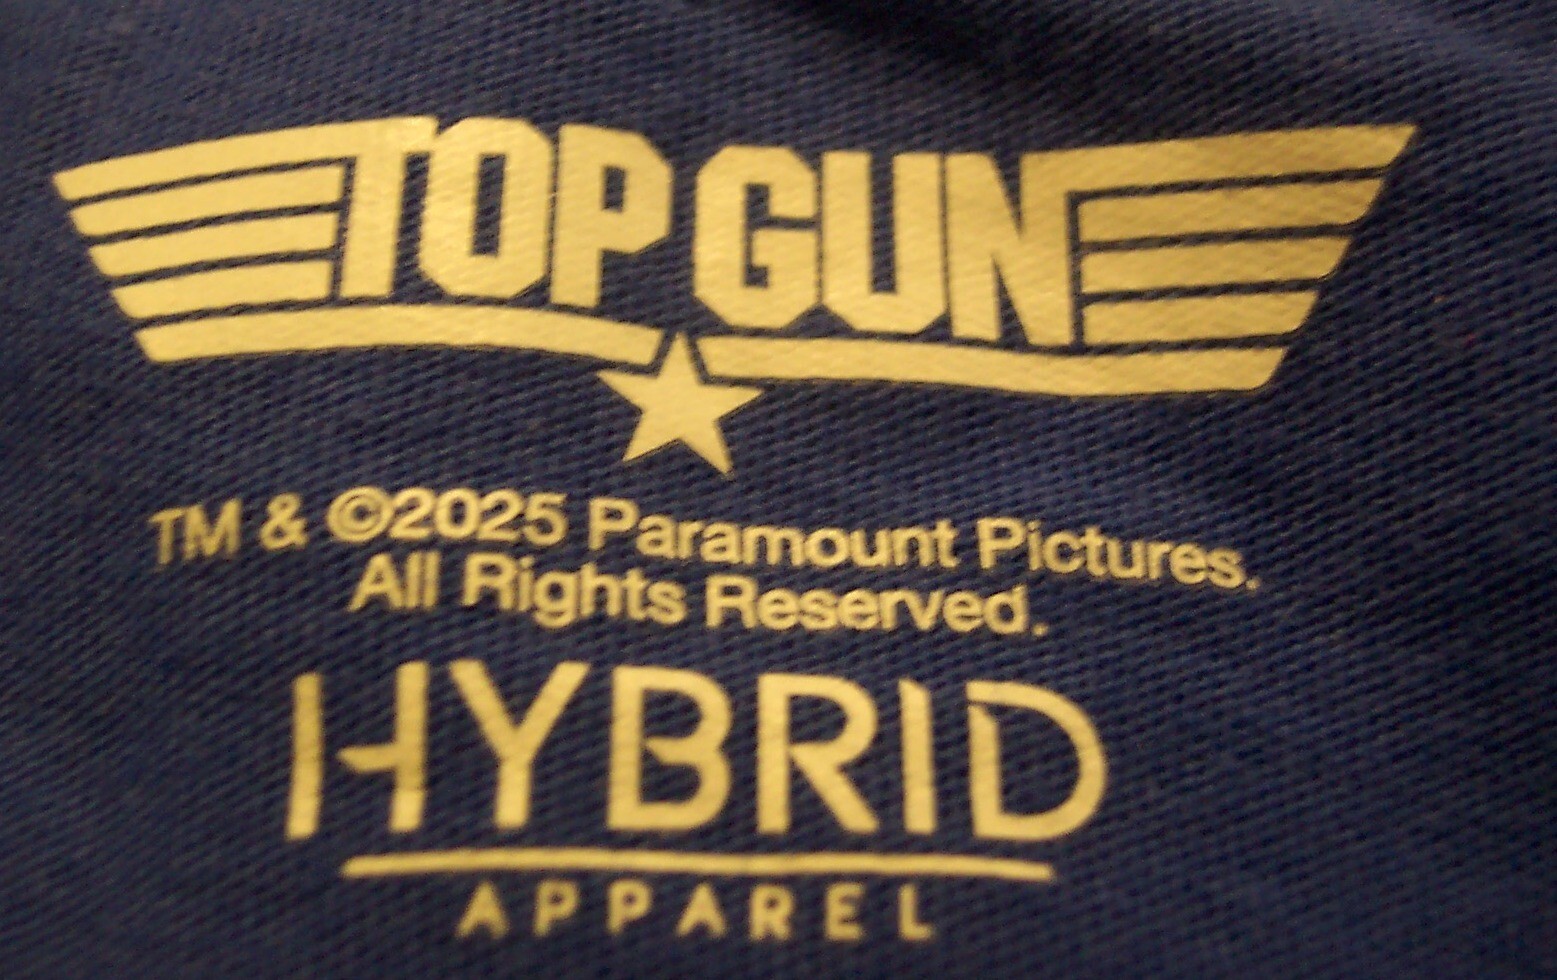 TOP GUN
TM & ©2025 Paramount Pictures.
All Rights Reserved.
HYBRID
APPAREL